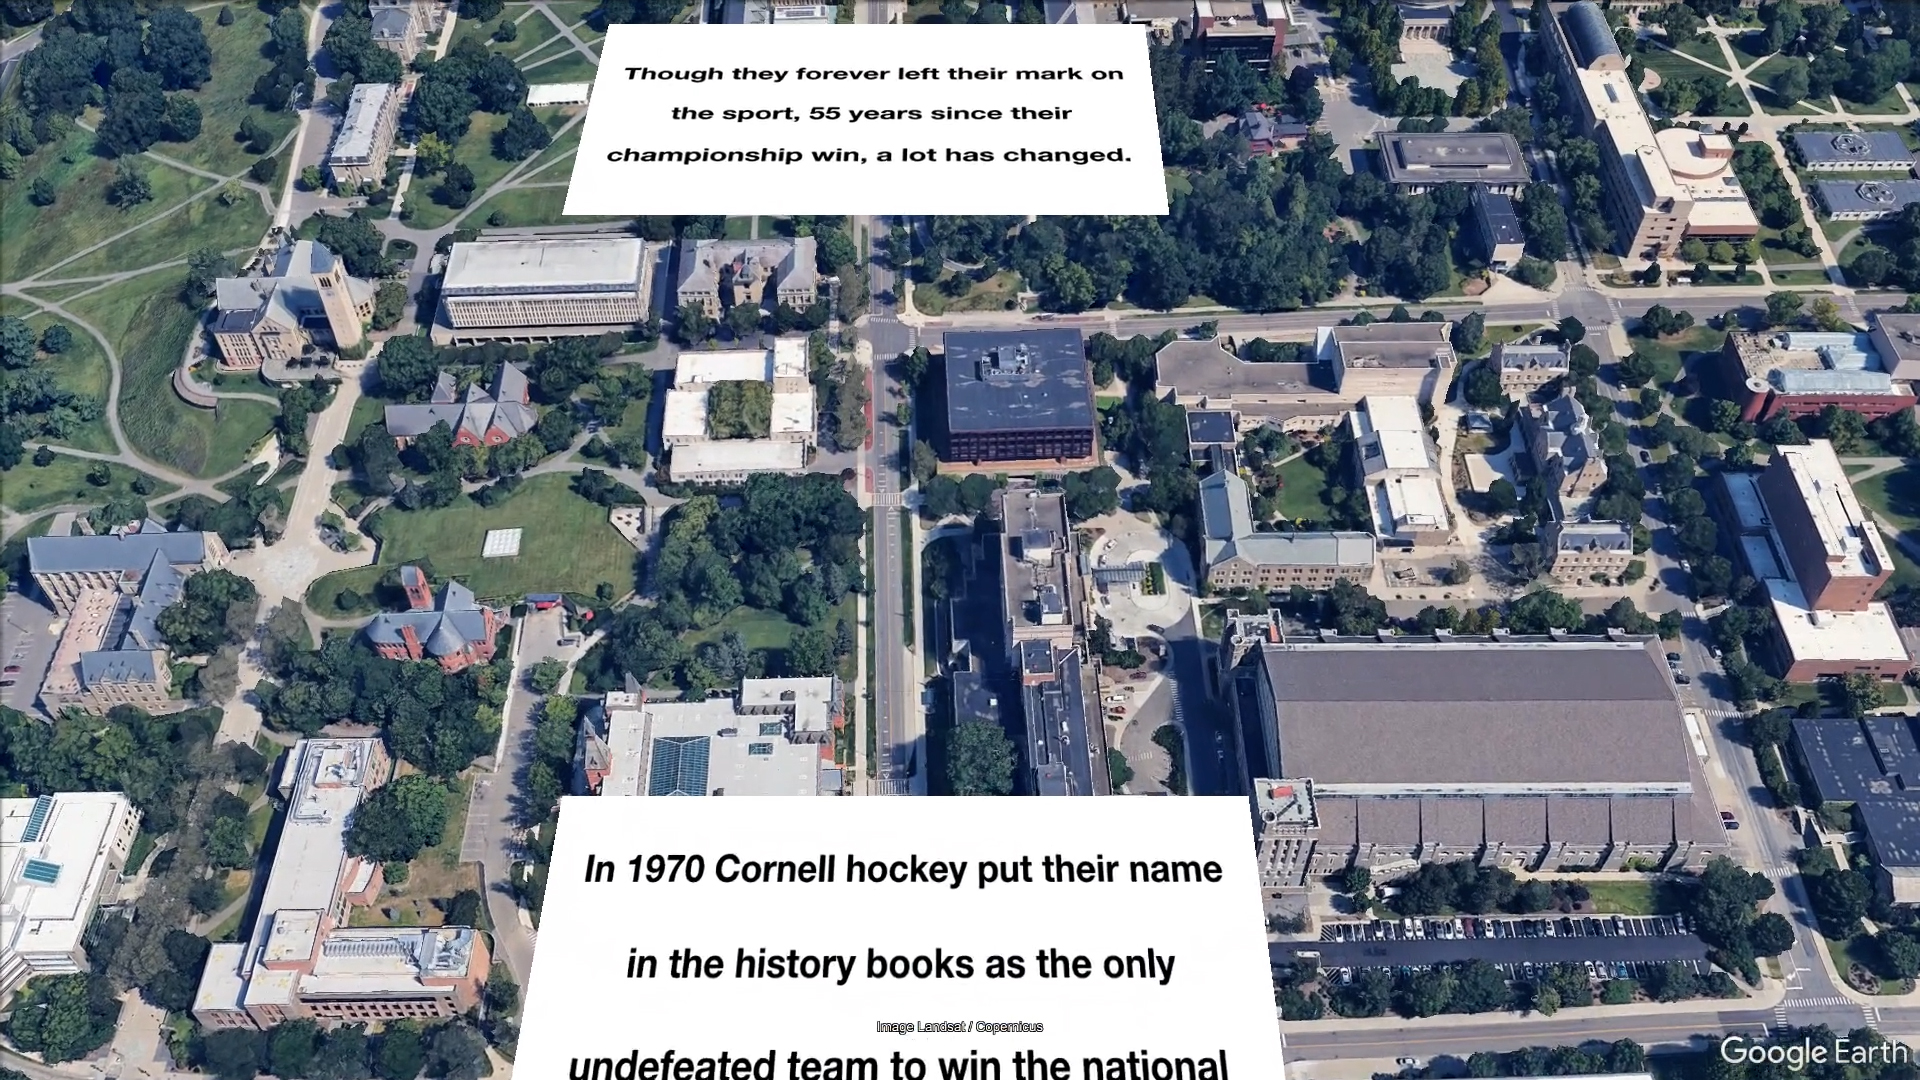 Though they forever left their mark on
the sport, 55 years since their
championship win, a lot has changed.
In 1970 Cornell hockey put their name
in the history books as the only
Image Landsat / Copernicus
undefeated team to win the national
Google Earth